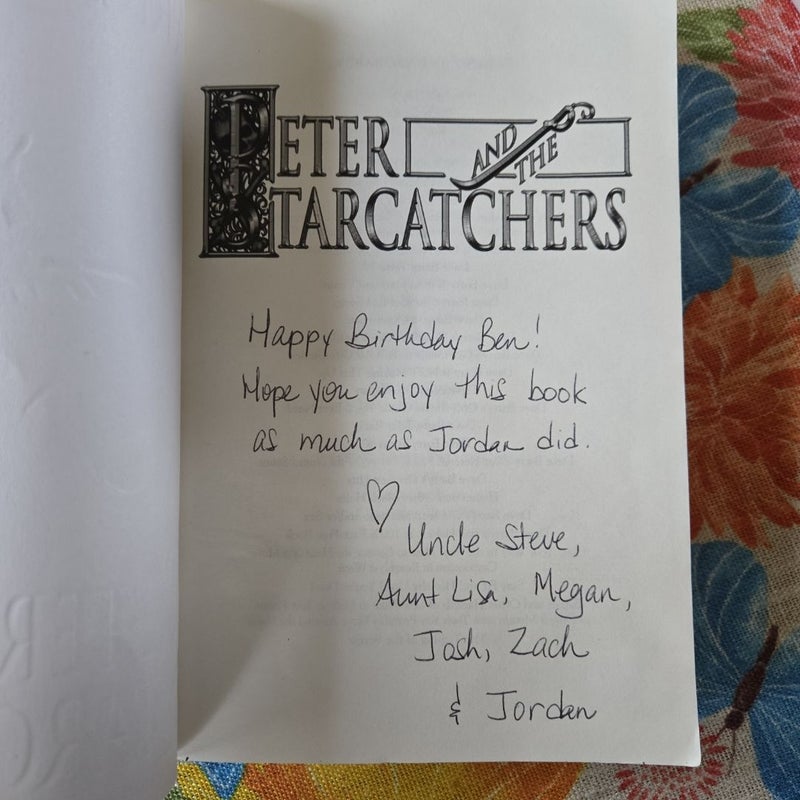 PETER AND THE
STARCATCHERS
Happy Birthday Ben!
Hope you enjoy this book
as much as Jordan did.
♡
Uncle Steve,
Aunt Lisa, Megan,
Josh, Zach
& Jordan